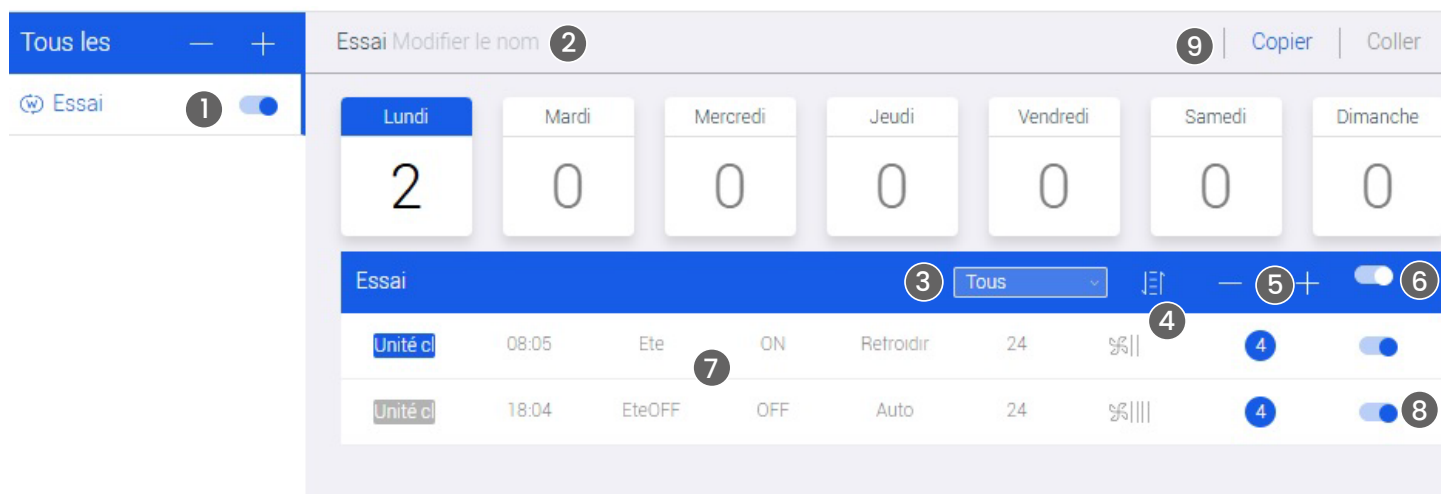 Tous les — +
Essai Modifier le nom 2
9 Copier Coller
W Essai 1
Lundi Mardi Mercredi Jeudi Vendredi Samedi Dimanche
2 0 0 0 0 0 0
Essai 3 Tous 4 — 5 + 6
Unité cl 08:05 Ete ON Retroidir 24 4
7
Unité cl 18:04 EteOFF OFF Auto 24 4 8